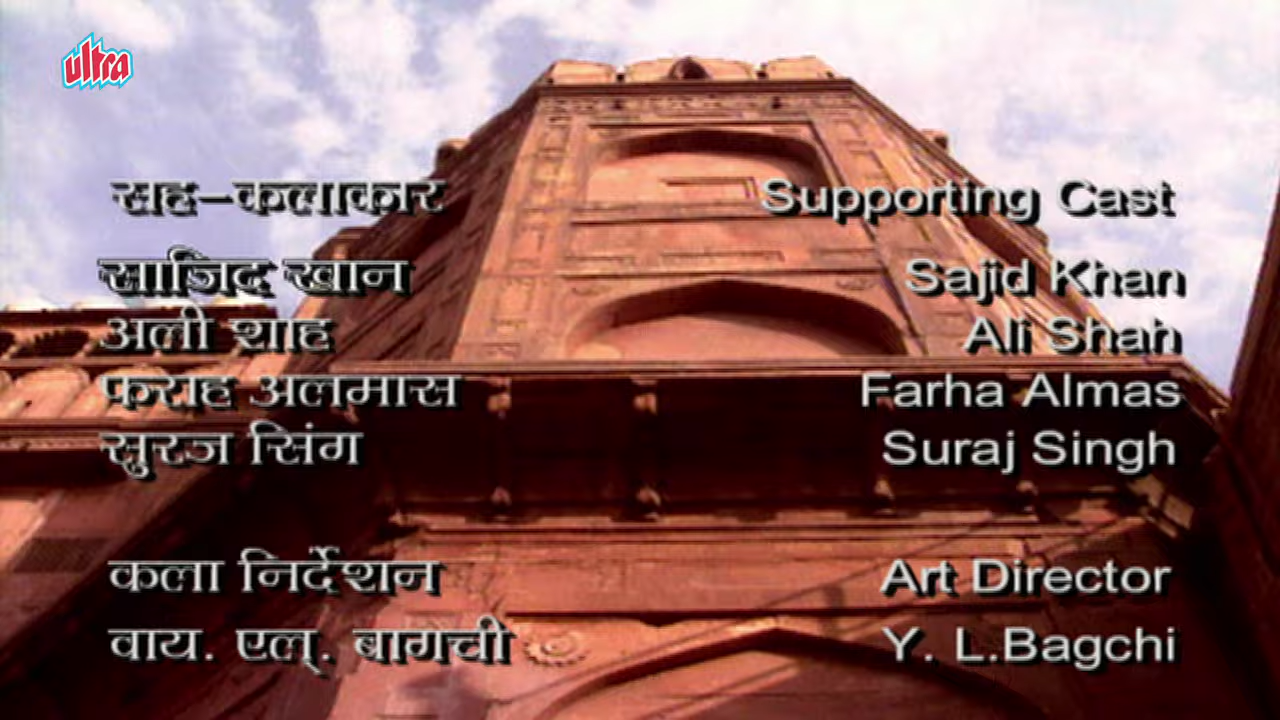 ultra
सह-कलाकार Supporting Cast
साजिद खान Sajid Khan
अली शाह Ali Shah
फराह अलमास Farha Almas
सुरज सिंग Suraj Singh
कला निर्देशन Art Director
वाय. एल्. बागची Y. L.Bagchi